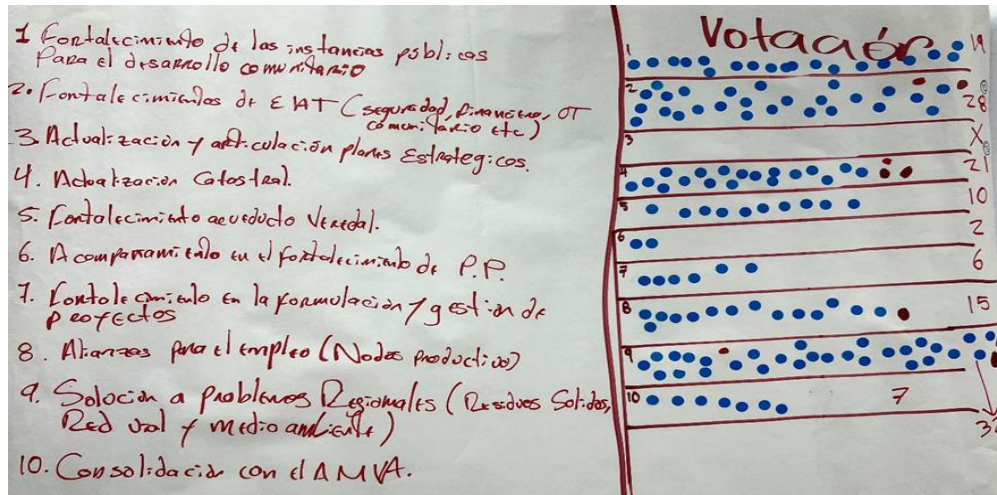 1 Fortalecimiento de las instancias públicas
Para el desarrollo comunitario
2. Fortalecimientos de EAT (seguridad, Financiero, OT
comunitario etc)
3. Actualización y articulación planes Estrategicos.
4. Actualización Catastral.
5. Fortalecimiento acueducto Veredal.
6. Acompañamiento en el fortalecimiento de P.P.
7. Fortalecimiento en la formulación y gestion de
proyectos
8. Alianzas para el empleo (Nodos productivos)
9. Solución a problemas Regionales (Residuos Solidos,
Red vial y medio ambiente)
10. Consolidación con el AMVA.
Votación
1 19
2 28
3 X
4 21
5 10
6 2
7 6
8 15
9
10 7